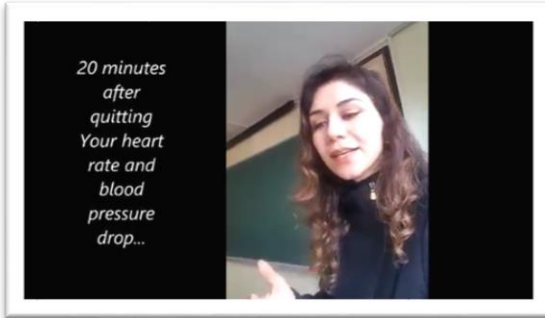 20 minutes
after
quitting
Your heart
rate and
blood
pressure
drop...